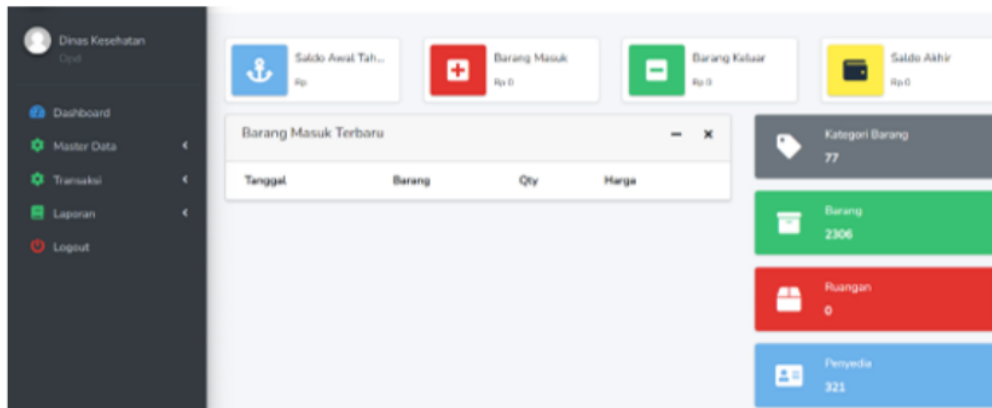 Dinas Kesehatan
Opd
Dashboard
Master Data
Transaksi
Laporan
Logout
Saldo Awal Tah...
Rp
Barang Masuk
Rp 0
Barang Keluar
Rp 0
Saldo Akhir
Rp 0
Barang Masuk Terbaru
Tanggal Barang Qty Harga
Kategori Barang
77
Barang
2306
Ruangan
0
Penyedia
321